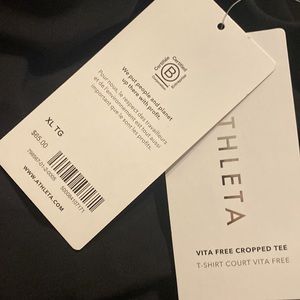 Certified
B
Corporation
We put people and planet
up there with profit.
Pour nous, le respect des travailleurs
et de l'environnement est tout aussi
important que le sont les profits.
XL TG
$65.00
WWW.ATHLETA.COM
ATHLETA
VITA FREE CROPPED TEE
T-SHIRT COURT VITA FREE